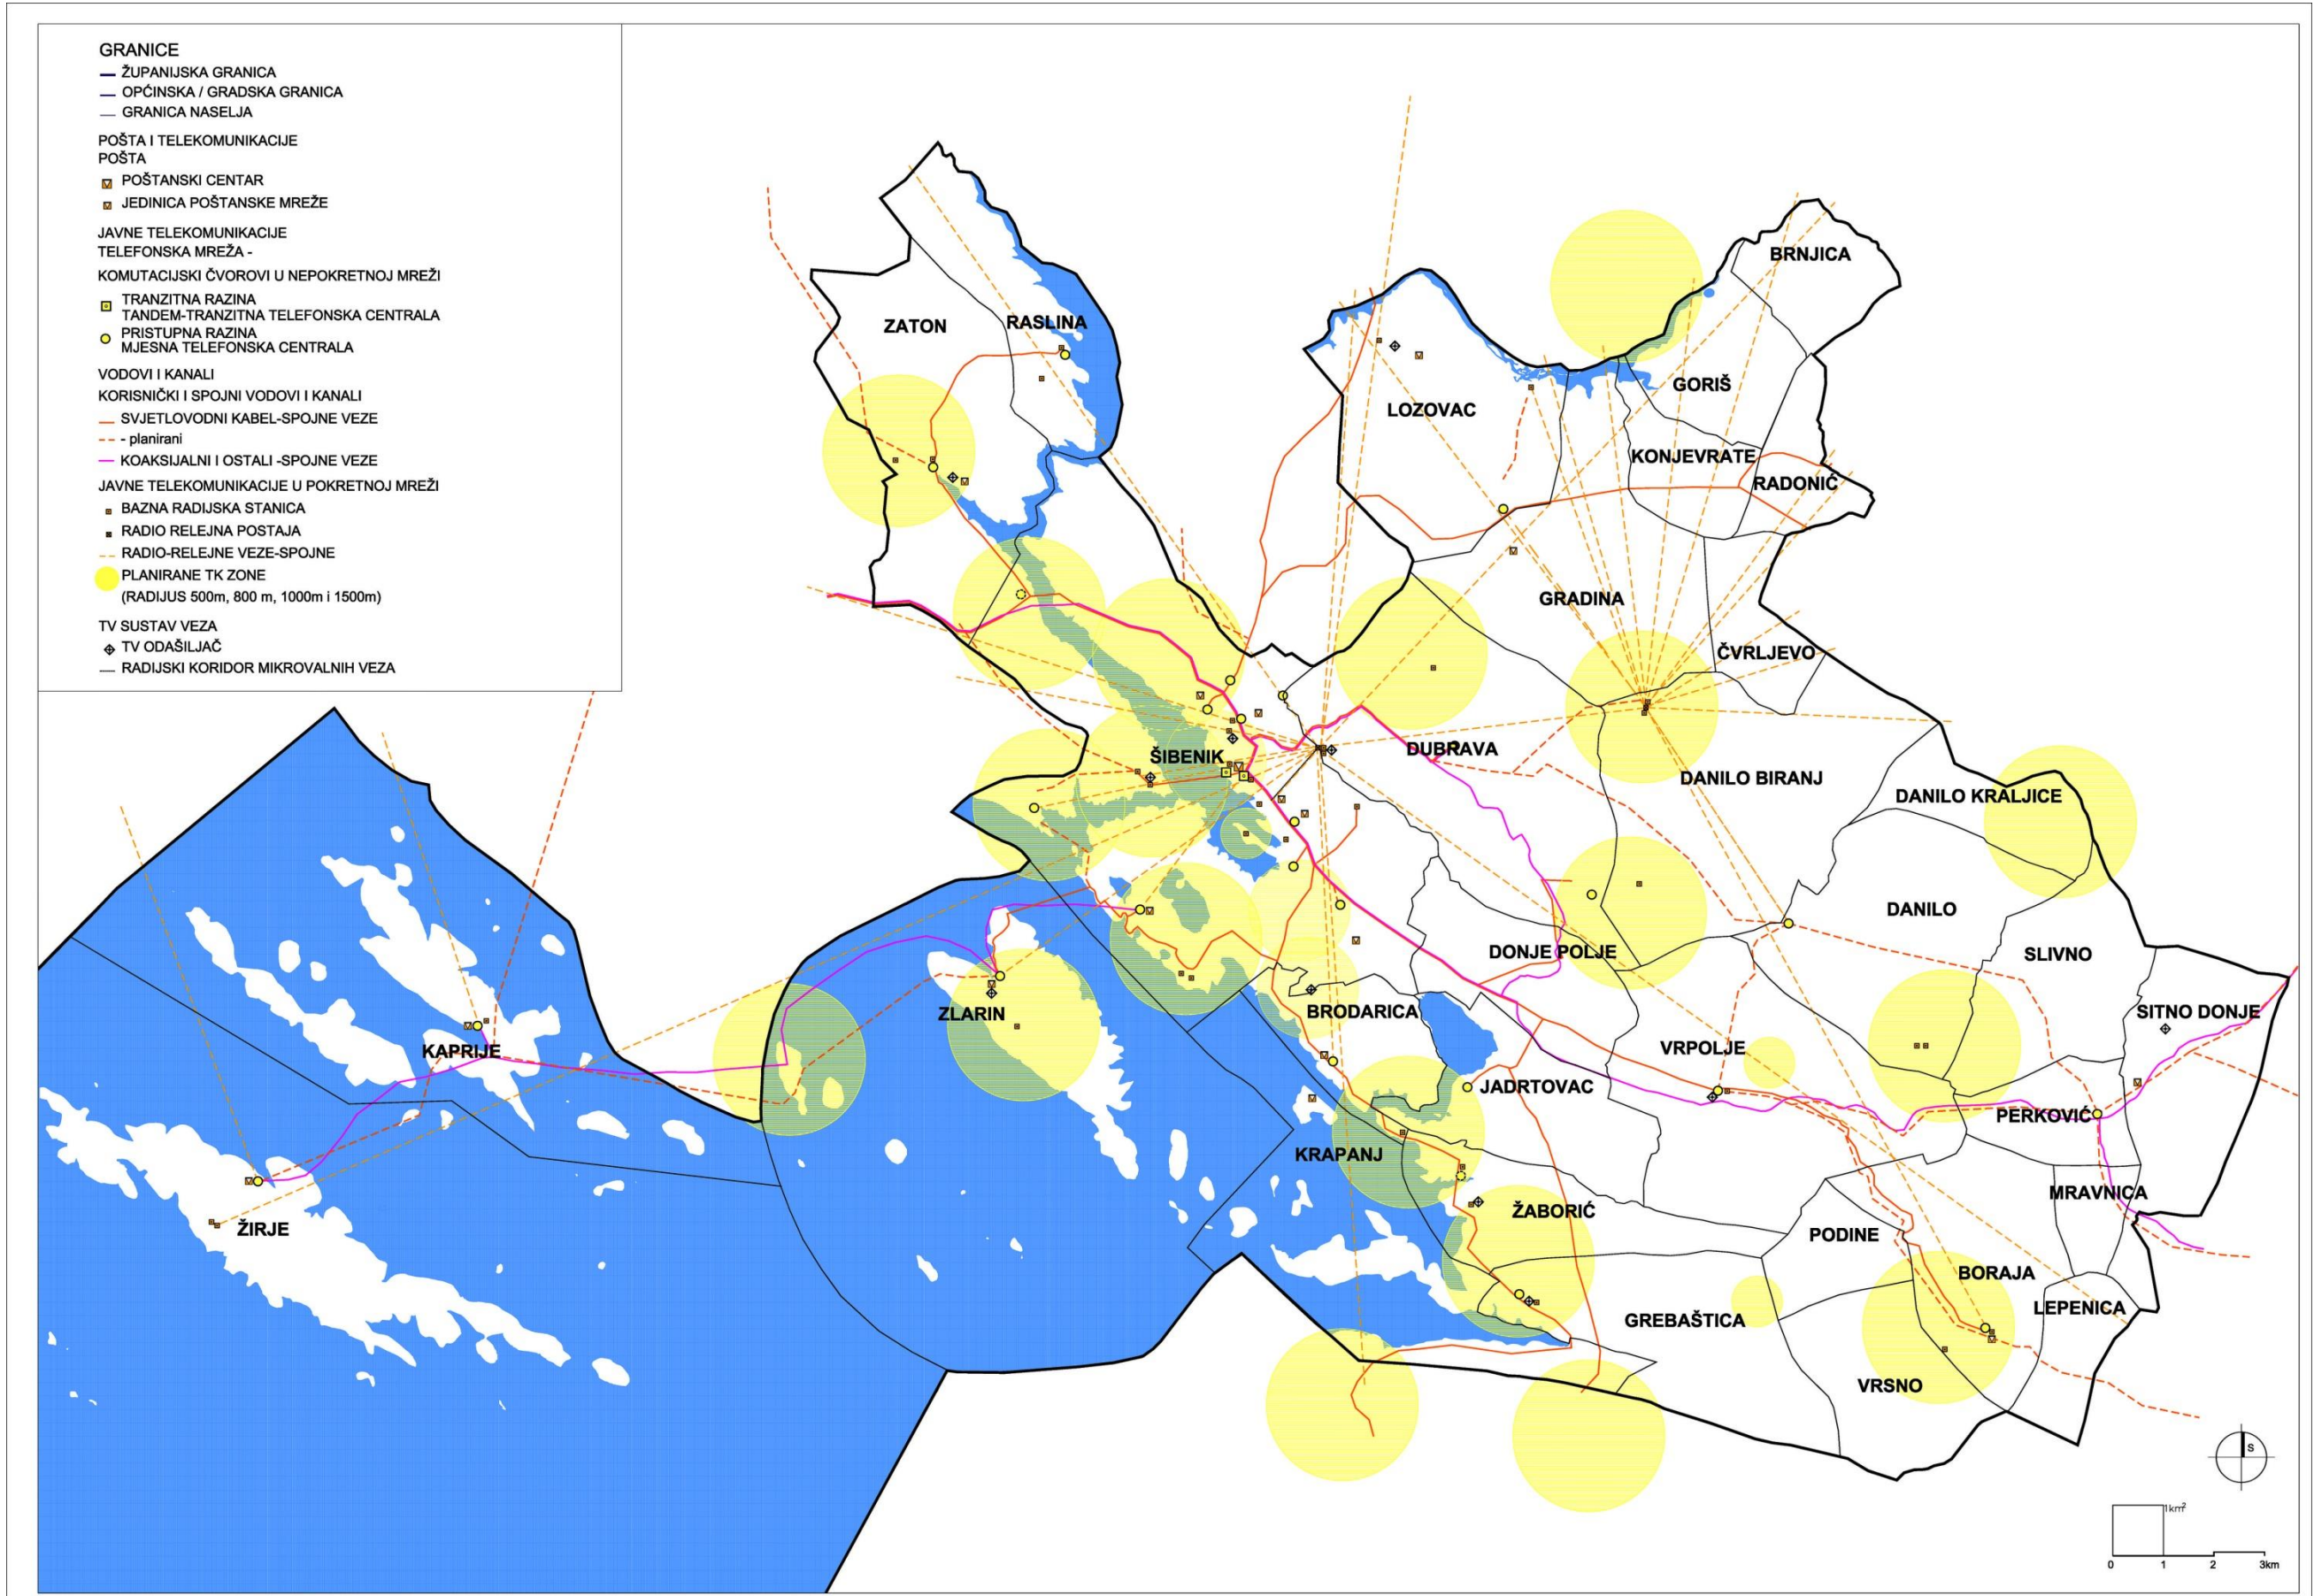 GRANICE
ŽUPANIJSKA GRANICA
OPĆINSKA / GRADSKA GRANICA
GRANICA NASELJA
POŠTA I TELEKOMUNIKACIJE
POŠTA
POŠTANSKI CENTAR
JEDINICA POŠTANSKE MREŽE
JAVNE TELEKOMUNIKACIJE
TELEFONSKA MREŽA -
KOMUTACIJSKI ČVOROVI U NEPOKRETNOJ MREŽI
TRANZITNA RAZINA
TANDEM-TRANZITNA TELEFONSKA CENTRALA
PRISTUPNA RAZINA
MJESNA TELEFONSKA CENTRALA
VODOVI I KANALI
KORISNIČKI I SPOJNI VODOVI I KANALI
SVJETLOVODNI KABEL-SPOJNE VEZE
- planirani
KOAKSIJALNI I OSTALI -SPOJNE VEZE
JAVNE TELEKOMUNIKACIJE U POKRETNOJ MREŽI
BAZNA RADIJSKA STANICA
RADIO RELEJNA POSTAJA
RADIO-RELEJNE VEZE-SPOJNE
PLANIRANE TK ZONE
(RADIJUS 500m, 800 m, 1000m i 1500m)
TV SUSTAV VEZA
TV ODAŠILJAČ
RADIJSKI KORIDOR MIKROVALNIH VEZA
BRNJICA
ZATON
RASLINA
GORIŠ
LOZOVAC
KONJEVRATE
RADONIĆ
GRADINA
ČVRLJEVO
ŠIBENIK
DUBRAVA
DANILO BIRANJ
DANILO KRALJICE
DANILO
DONJE POLJE
SLIVNO
ZLARIN
BRODARICA
SITNO DONJE
KAPRIJE
VRPOLJE
JADRTOVAC
PERKOVIĆ
KRAPANJ
MRAVNICA
ŽABORIĆ
ŽIRJE
PODINE
BORAJA
LEPENICA
GREBAŠTICA
VRSNO
S
1km²
0 1 2 3km